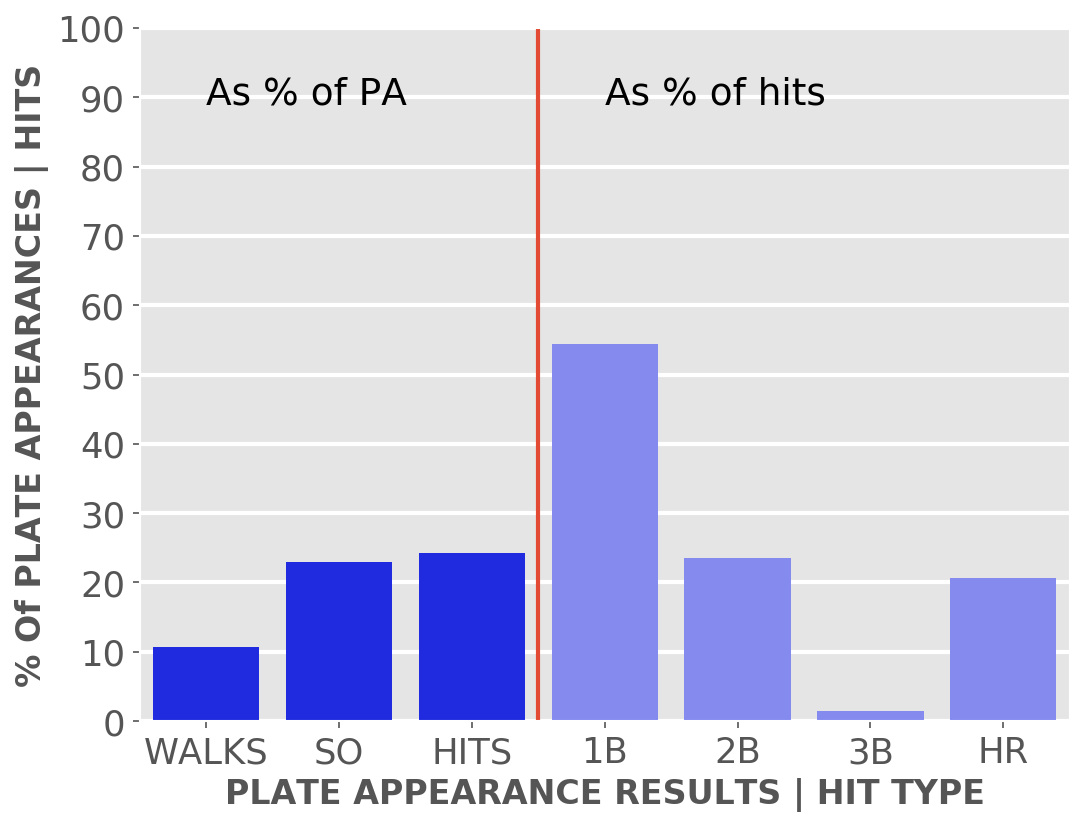 % Of PLATE APPEARANCES | HITS
100
90
80
70
60
50
40
30
20
10
0
As % of PA
As % of hits
WALKS SO HITS 1B 2B 3B HR
PLATE APPEARANCE RESULTS | HIT TYPE